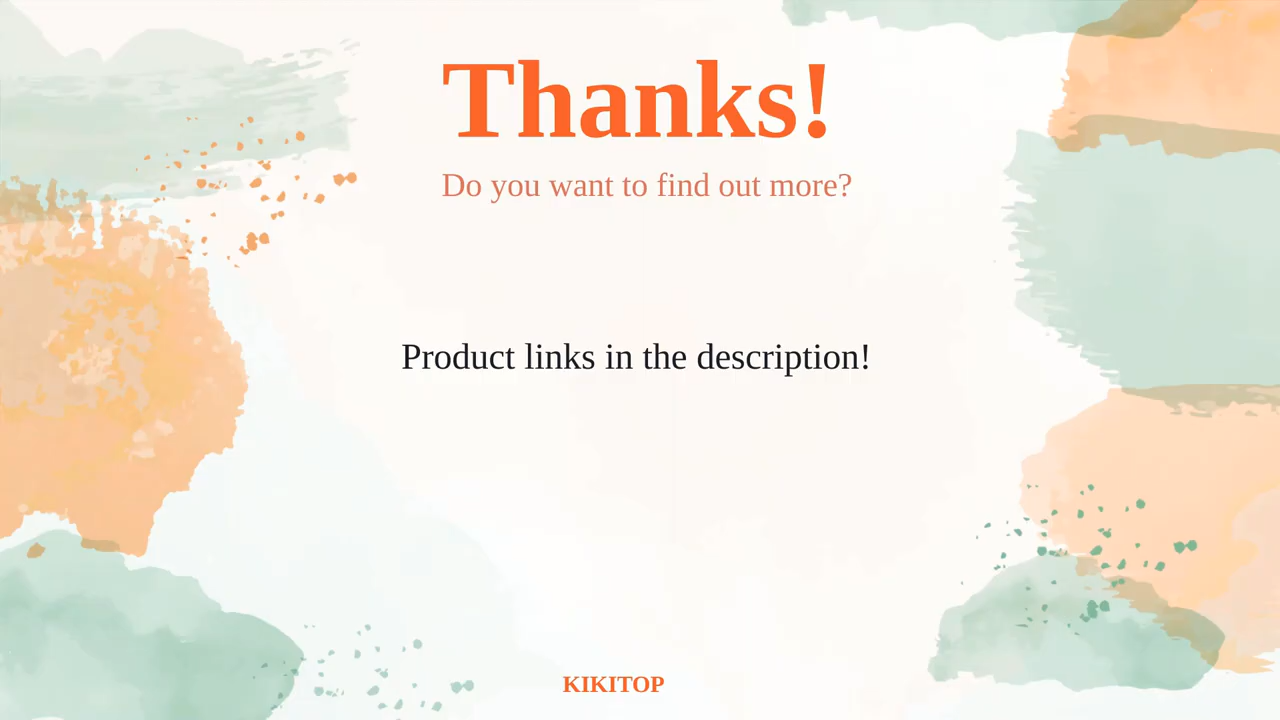 Thanks!
Do you want to find out more?
Product links in the description!
KIKITOP